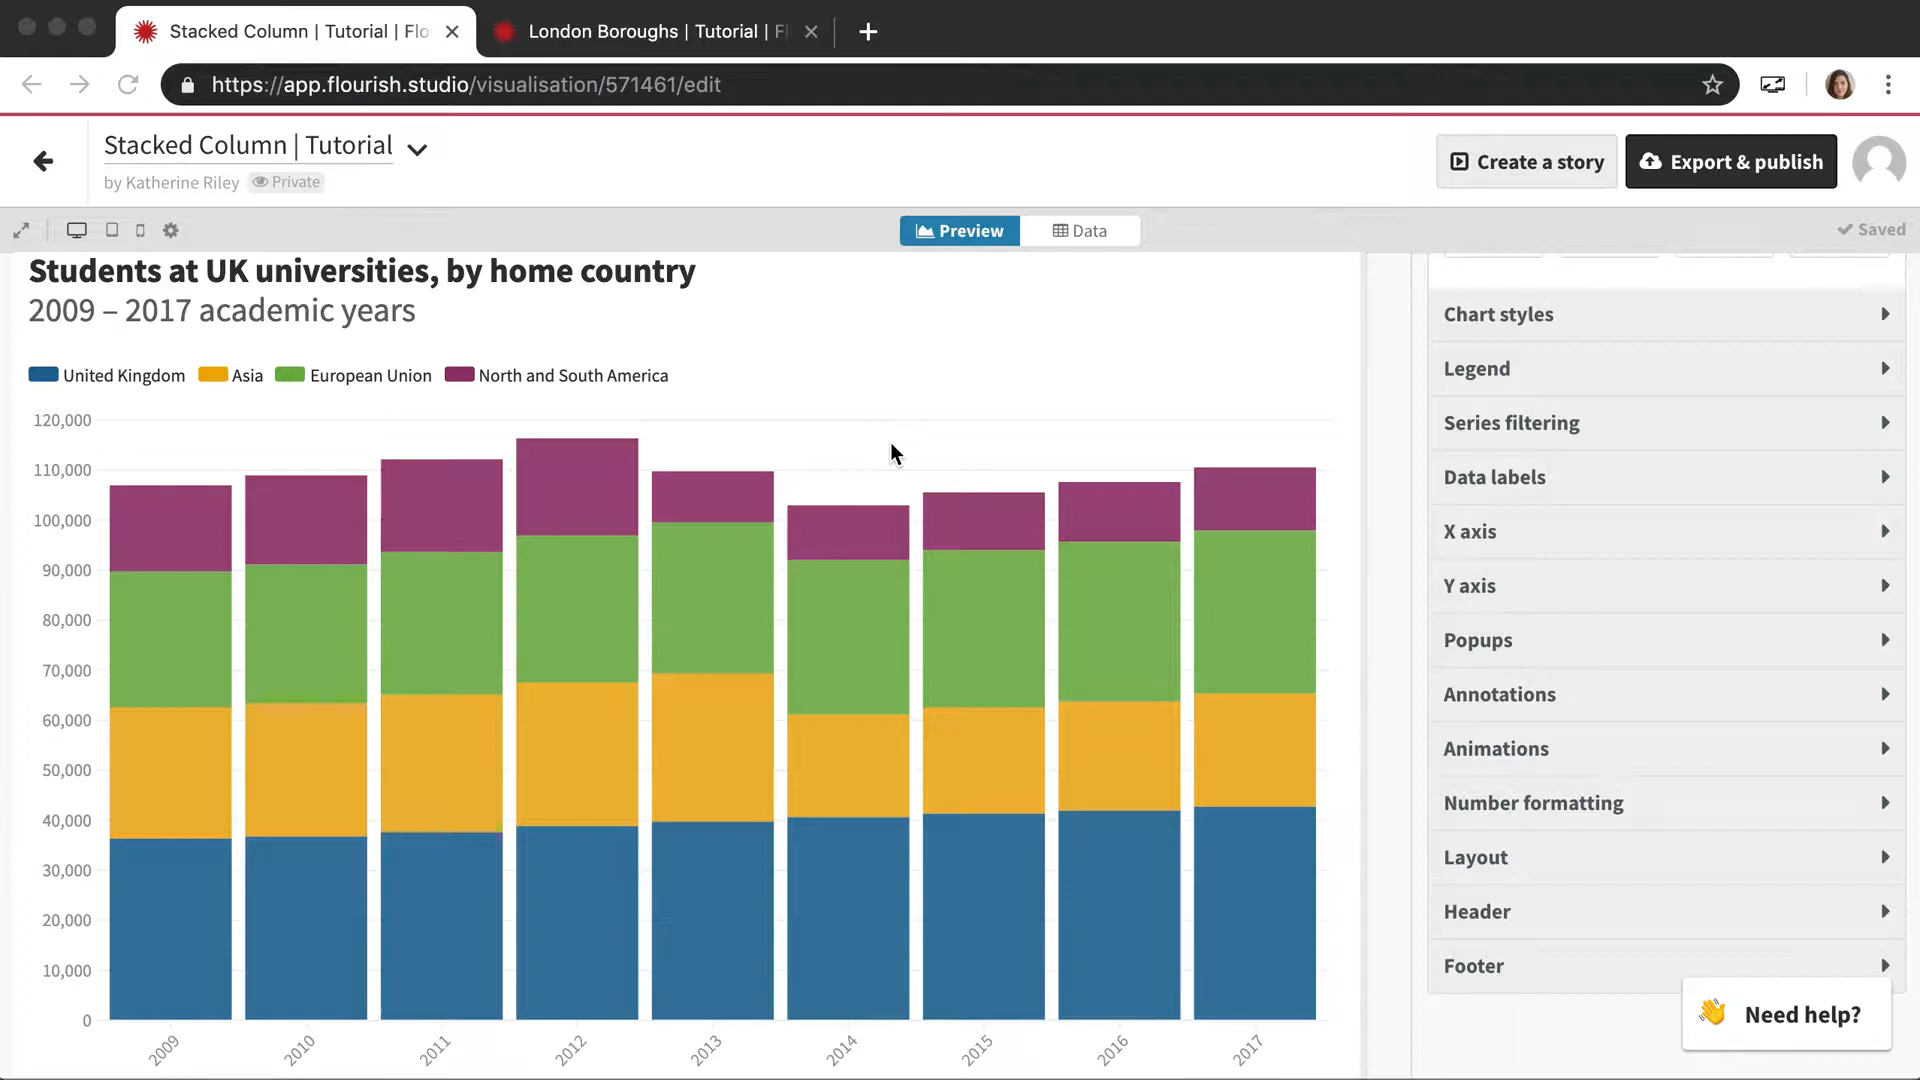 Stacked Column | Tutorial | Flo
London Boroughs | Tutorial | Fl
https://app.flourish.studio/visualisation/571461/edit
Stacked Column | Tutorial
by Katherine Riley Private
Create a story
Export & publish
Preview
Data
Saved
Students at UK universities, by home country
2009 – 2017 academic years
United Kingdom Asia European Union North and South America
120,000
110,000
100,000
90,000
80,000
70,000
60,000
50,000
40,000
30,000
20,000
10,000
0
2009 2010 2011 2012 2013 2014 2015 2016 2017
Chart styles
Legend
Series filtering
Data labels
X axis
Y axis
Popups
Annotations
Animations
Number formatting
Layout
Header
Footer
Need help?